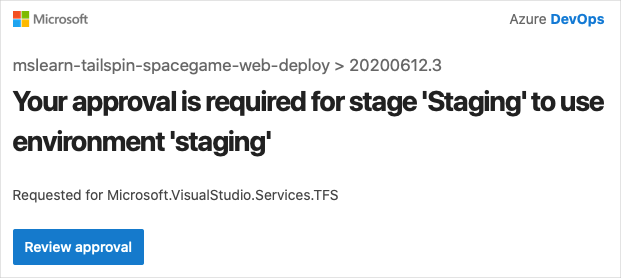 Microsoft
Azure DevOps
mslearn-tailspin-spacegame-web-deploy > 20200612.3
Your approval is required for stage 'Staging' to use
environment 'staging'
Requested for Microsoft.VisualStudio.Services.TFS
Review approval